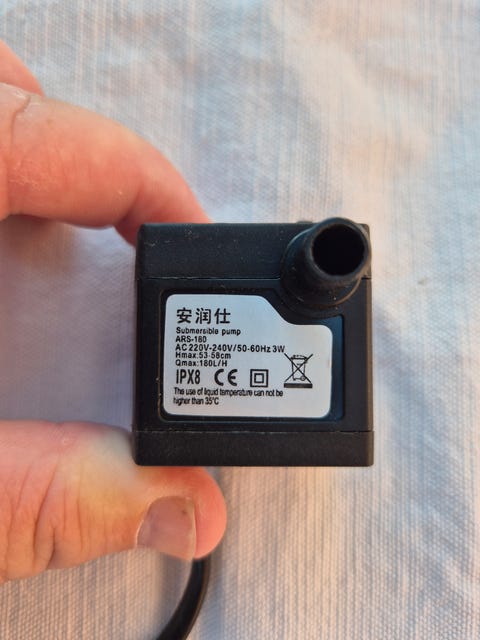 安润仕
Submersible pump
ARS-180
AC 220V-240V/50-60Hz 3W
Hmax:53-58cm
Qmax:180L/H
IPX8 CE
The use of liquid temperature can not be
higher than 35°C